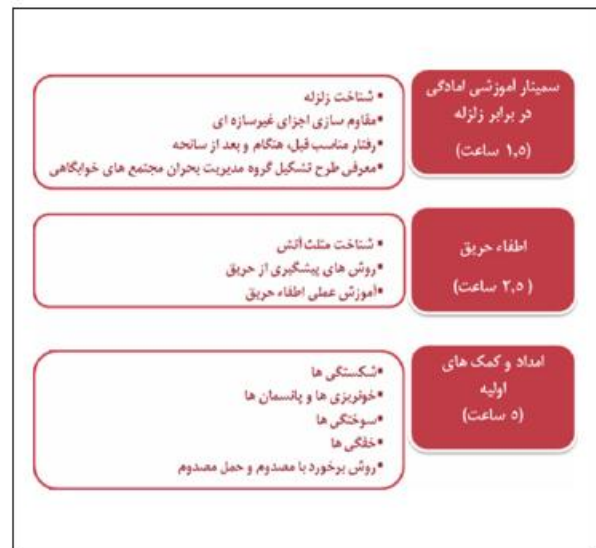 سمینار آموزشی آمادگی
در برابر زلزله
(۱,۵ ساعت)
• شناخت زلزله
• مقاوم سازی اجزای غیرسازه ای
• رفتار مناسب قبل، هنگام و بعد از سانحه
• معرفی طرح تشکیل گروه مدیریت بحران مجتمع های خوابگاهی
اطفاء حریق
(۲,۵ ساعت)
• شناخت مثلث آتش
• روش های پیشگیری از حریق
• آموزش عملی اطفاء حریق
امداد و کمک های
اولیه
(۵ ساعت)
• شکستگی ها
• خونریزی ها و پانسمان ها
• سوختگی ها
• خفگی ها
• روش برخورد با مصدوم و حمل مصدوم